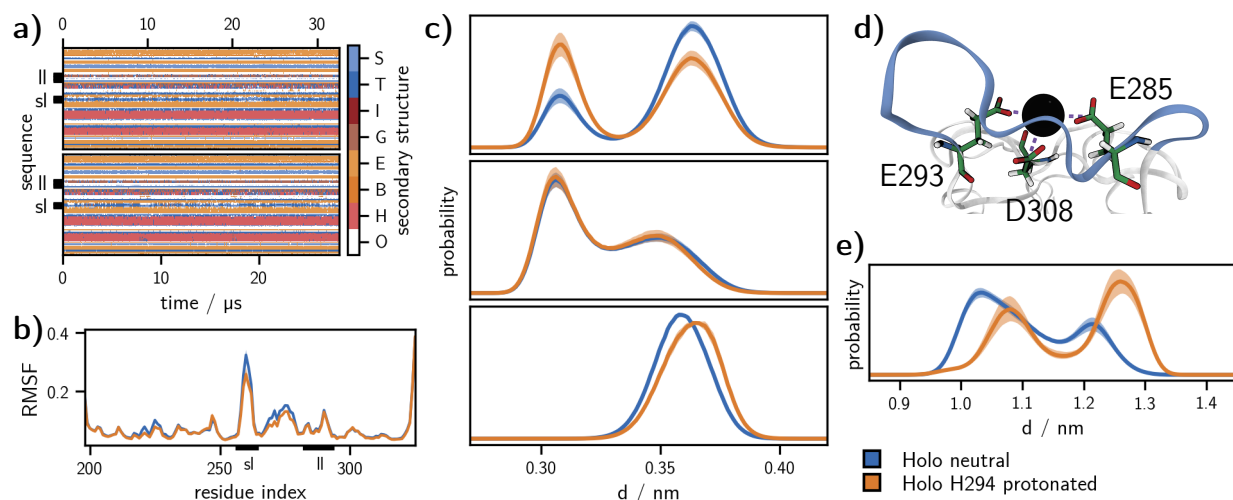 a)
0 10 20 30
ll
sl
sequence
ll
sl
0 10 20
time / µs
S
T
I
G
E
B
H
O
secondary structure
b)
0.4
0.2
RMSF
200 250 300
sl ll
residue index
c)
probability
0.30 0.35 0.40
d / nm
d)
E285
E293
D308
e)
probability
0.9 1.0 1.1 1.2 1.3 1.4
d / nm
Holo neutral
Holo H294 protonated